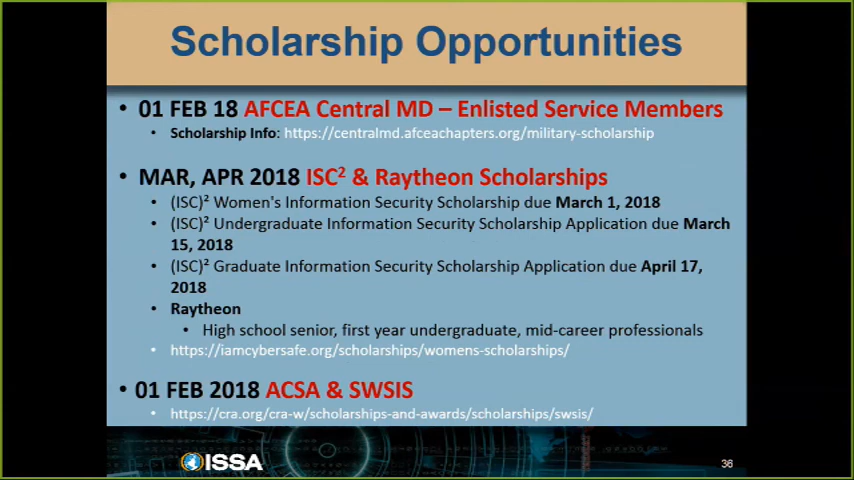 Scholarship Opportunities
• 01 FEB 18 AFCEA Central MD – Enlisted Service Members
• Scholarship Info: https://centralmd.afceachapters.org/military-scholarship
• MAR, APR 2018 ISC² & Raytheon Scholarships
• (ISC)² Women's Information Security Scholarship due March 1, 2018
• (ISC)² Undergraduate Information Security Scholarship Application due March
15, 2018
• (ISC)² Graduate Information Security Scholarship Application due April 17,
2018
• Raytheon
• High school senior, first year undergraduate, mid-career professionals
• https://iamcybersafe.org/scholarships/womens-scholarships/
• 01 FEB 2018 ACSA & SWSIS
• https://cra.org/cra-w/scholarships-and-awards/scholarships/swsis/
ISSA
36